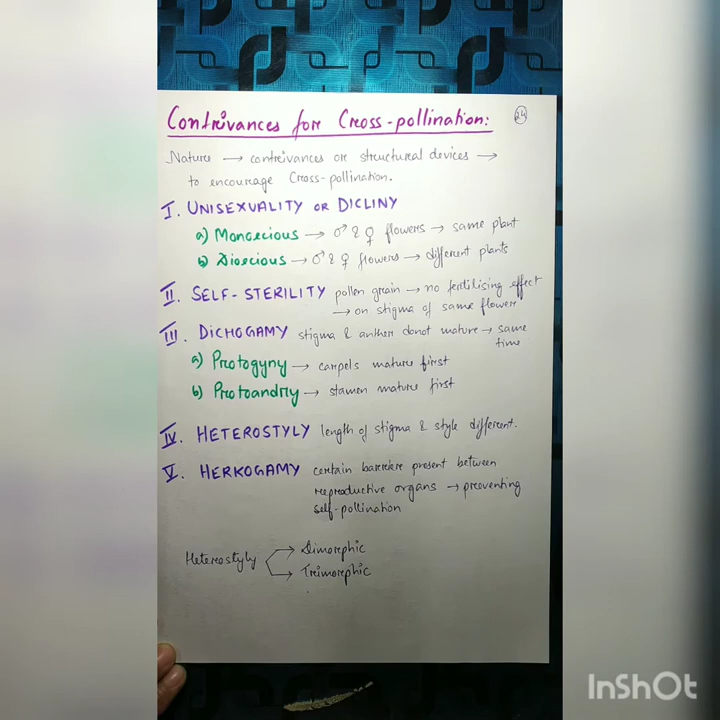 Contrivances for Cross-pollination:
24
Nature → contrivances or structural devices →
to encourage Cross-pollination.
I. UNISEXUALITY OR DICLINY
a) Monoecious → ♂ & ♀ flowers → same plant
b) Dioecious → ♂ & ♀ flowers → different plants
II. SELF-STERILITY pollen grain → no fertilising effect
→ on stigma of same flower
III. DICHOGAMY stigma & anther donot mature → same
time
a) Protogyny → carpels mature first
b) Protoandry → stamen mature first
IV. HETEROSTYLY length of stigma & style different.
V. HERKOGAMY certain barrier present between
reproductive organs → preventing
self-pollination
Heterostyly → Dimorphic
→ Trimorphic
InShOt